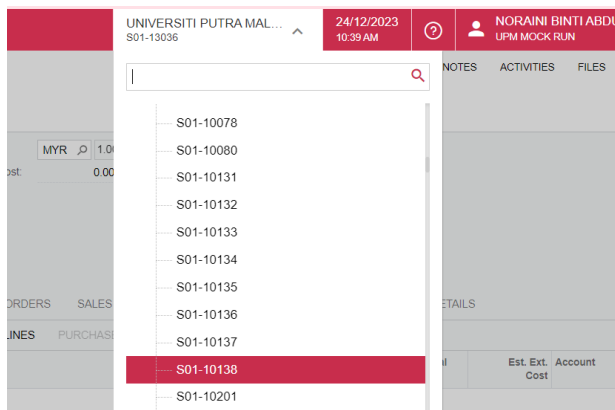 UNIVERSITI PUTRA MAL...
S01-13036
24/12/2023
10:39 AM
NORAINI BINTI ABDU
UPM MOCK RUN
NOTES ACTIVITIES FILES
S01-10078
S01-10080
MYR 1.00
S01-10131
ost: 0.00
S01-10132
S01-10133
S01-10134
S01-10135
ORDERS SALES ETAILS
S01-10136
LINES PURCHASE
S01-10137
S01-10138
Est. Ext. Cost
Account
S01-10201